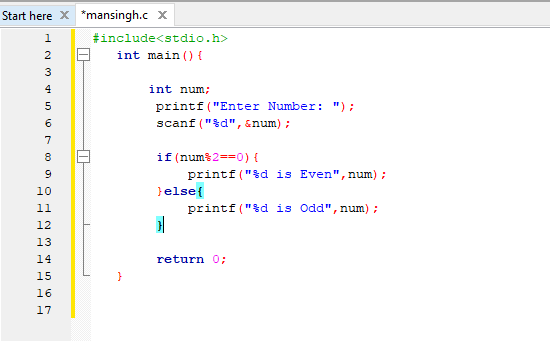 Start here X *mansingh.c X
1 #include<stdio.h>
2 int main(){
3
4 int num;
5 printf("Enter Number: ");
6 scanf("%d",&num);
7
8 if(num%2==0){
9 printf("%d is Even",num);
10 }else{
11 printf("%d is Odd",num);
12 }
13
14 return 0;
15 }
16
17